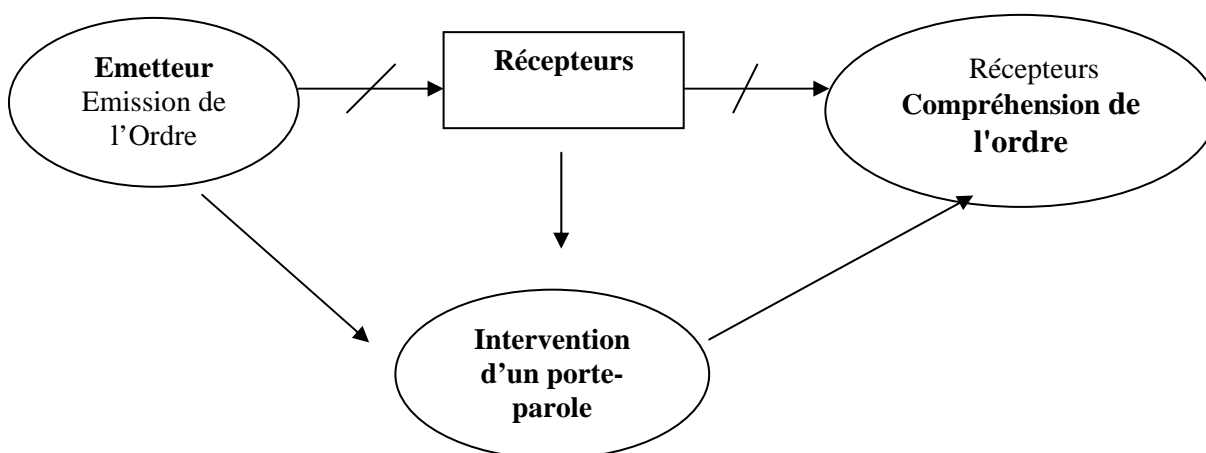 Emetteur
Emission de
l’Ordre
Récepteurs
Récepteurs
Compréhension de
l'ordre
Intervention
d’un porte-
parole